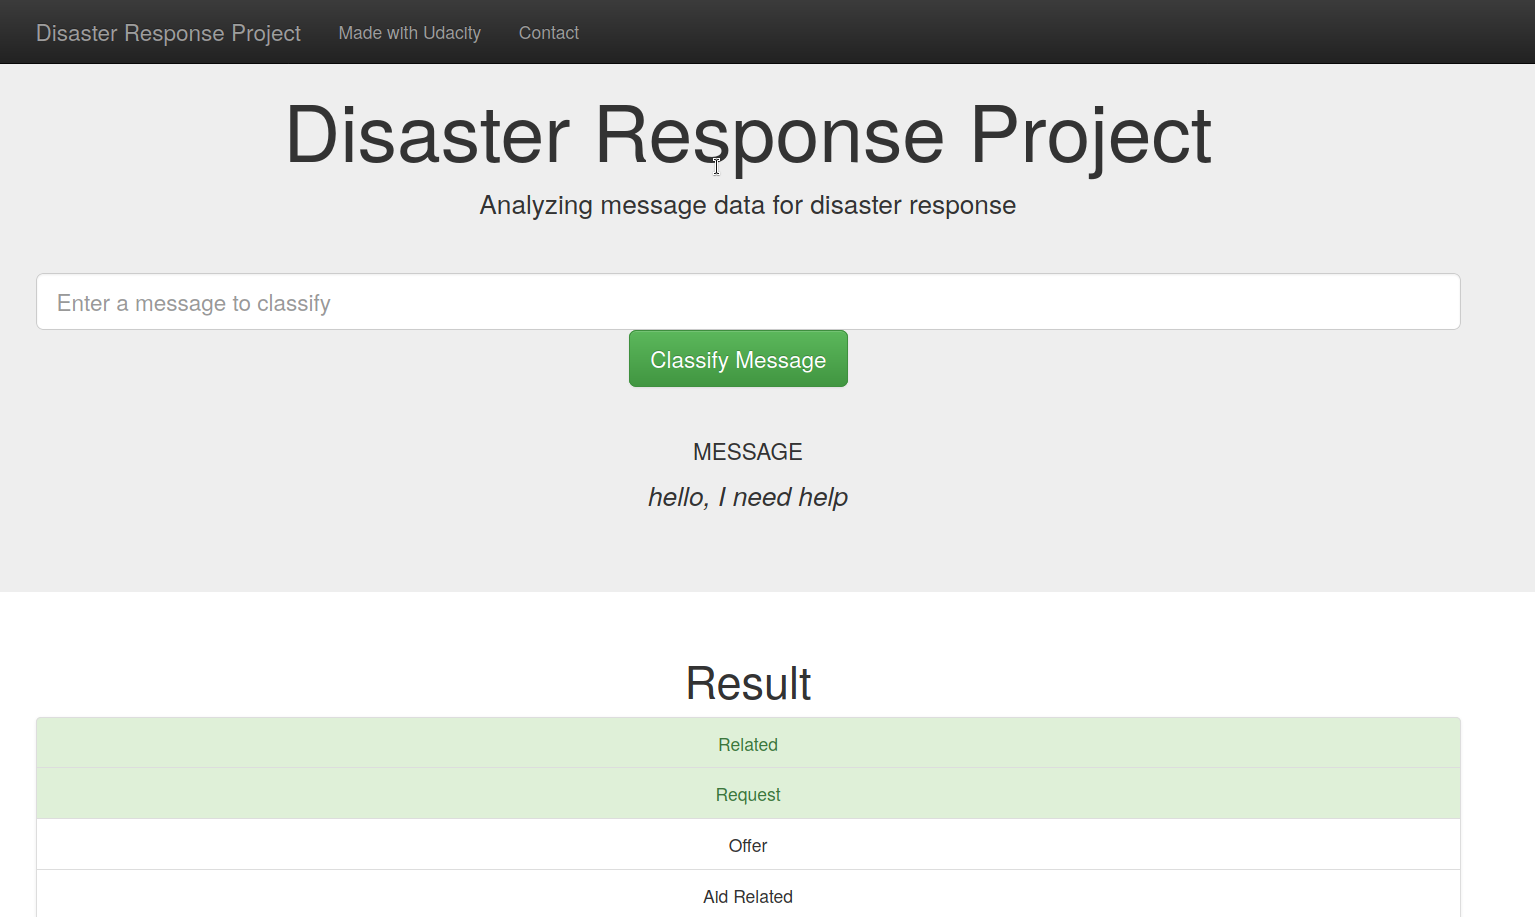 Disaster Response Project Made with Udacity Contact
Disaster Response Project
Analyzing message data for disaster response
Enter a message to classify
Classify Message
MESSAGE
hello, I need help
Result
Related
Request
Offer
Aid Related